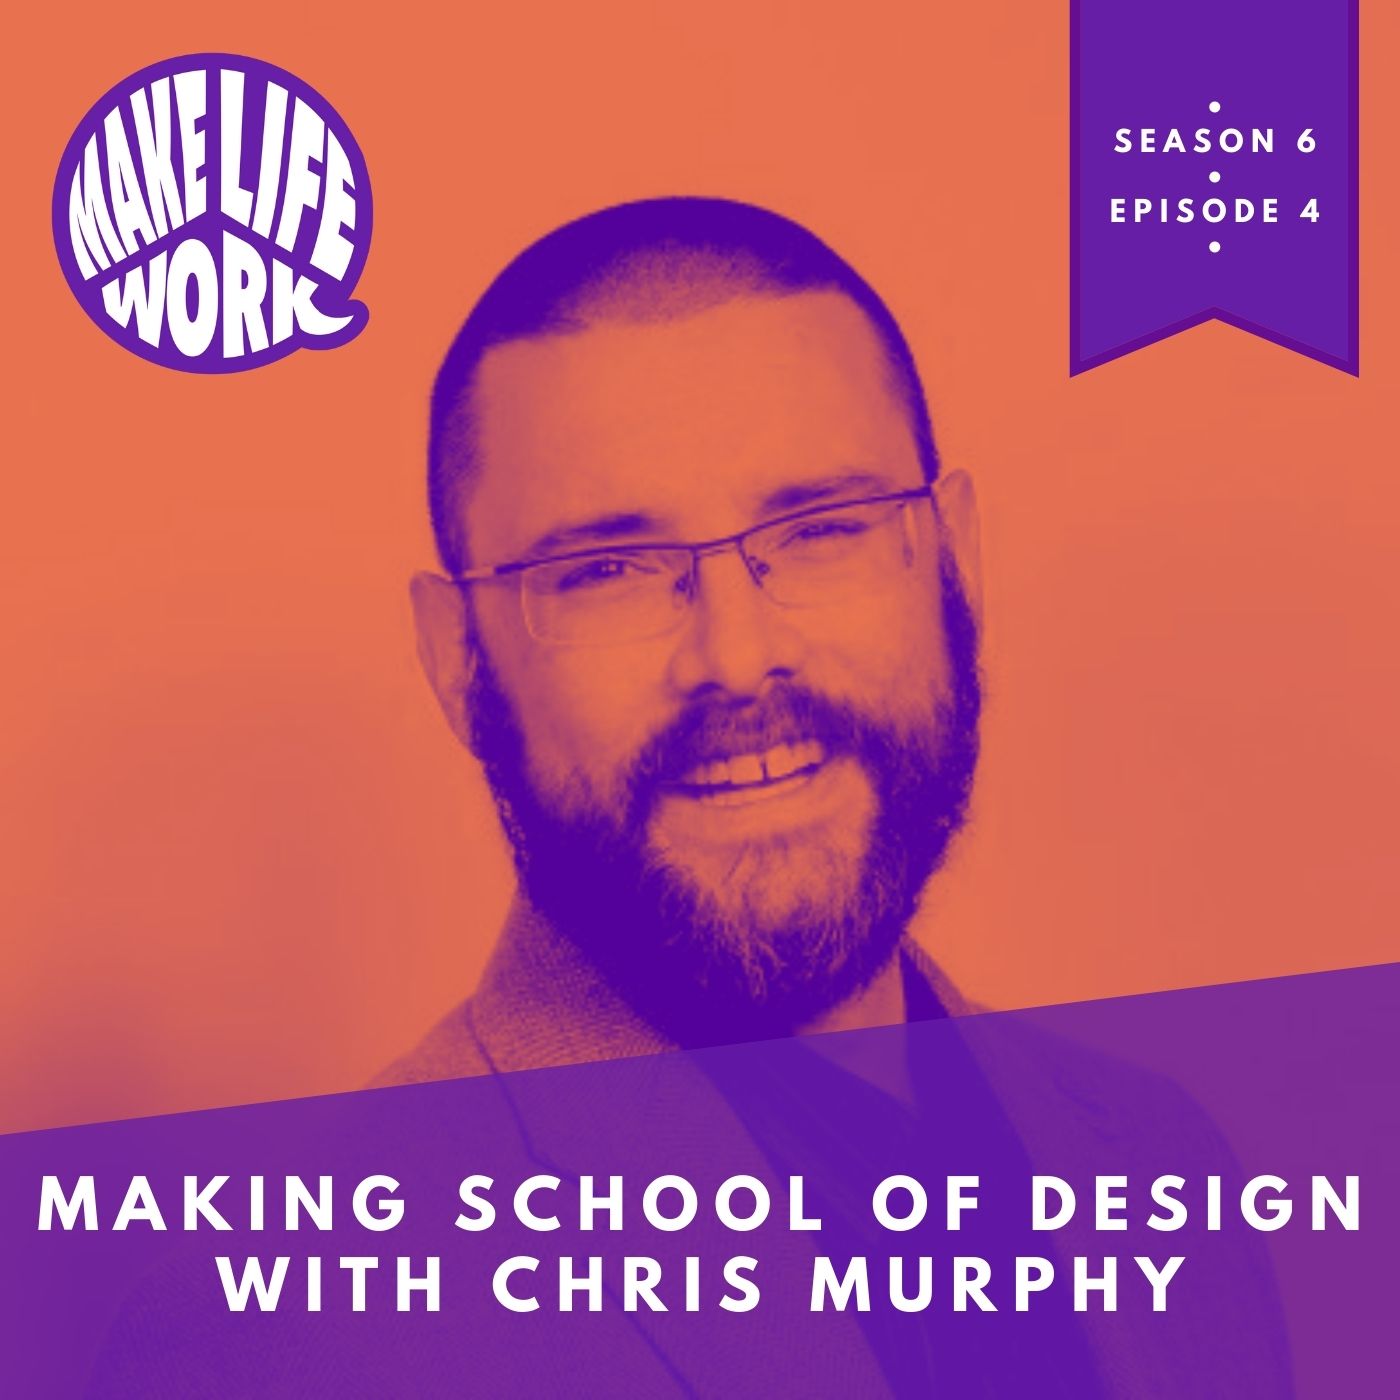 MAKE LIFE
WORK
SEASON 6
EPISODE 4
MAKING SCHOOL OF DESIGN
WITH CHRIS MURPHY